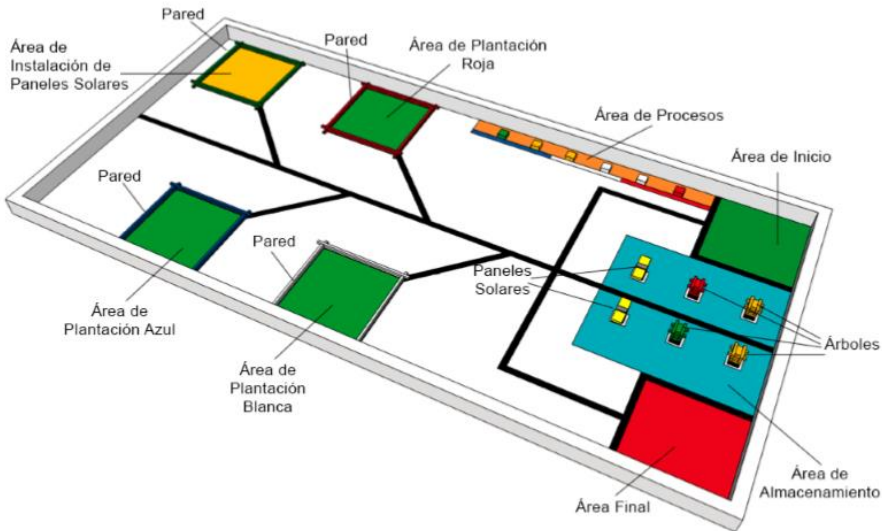 Pared
Área de
Instalación de
Paneles Solares
Pared
Área de Plantación
Roja
Área de Procesos
Área de Inicio
Pared
Pared
Paneles
Solares
Árboles
Área de
Plantación Azul
Área de
Plantación
Blanca
Área Final
Área de
Almacenamiento